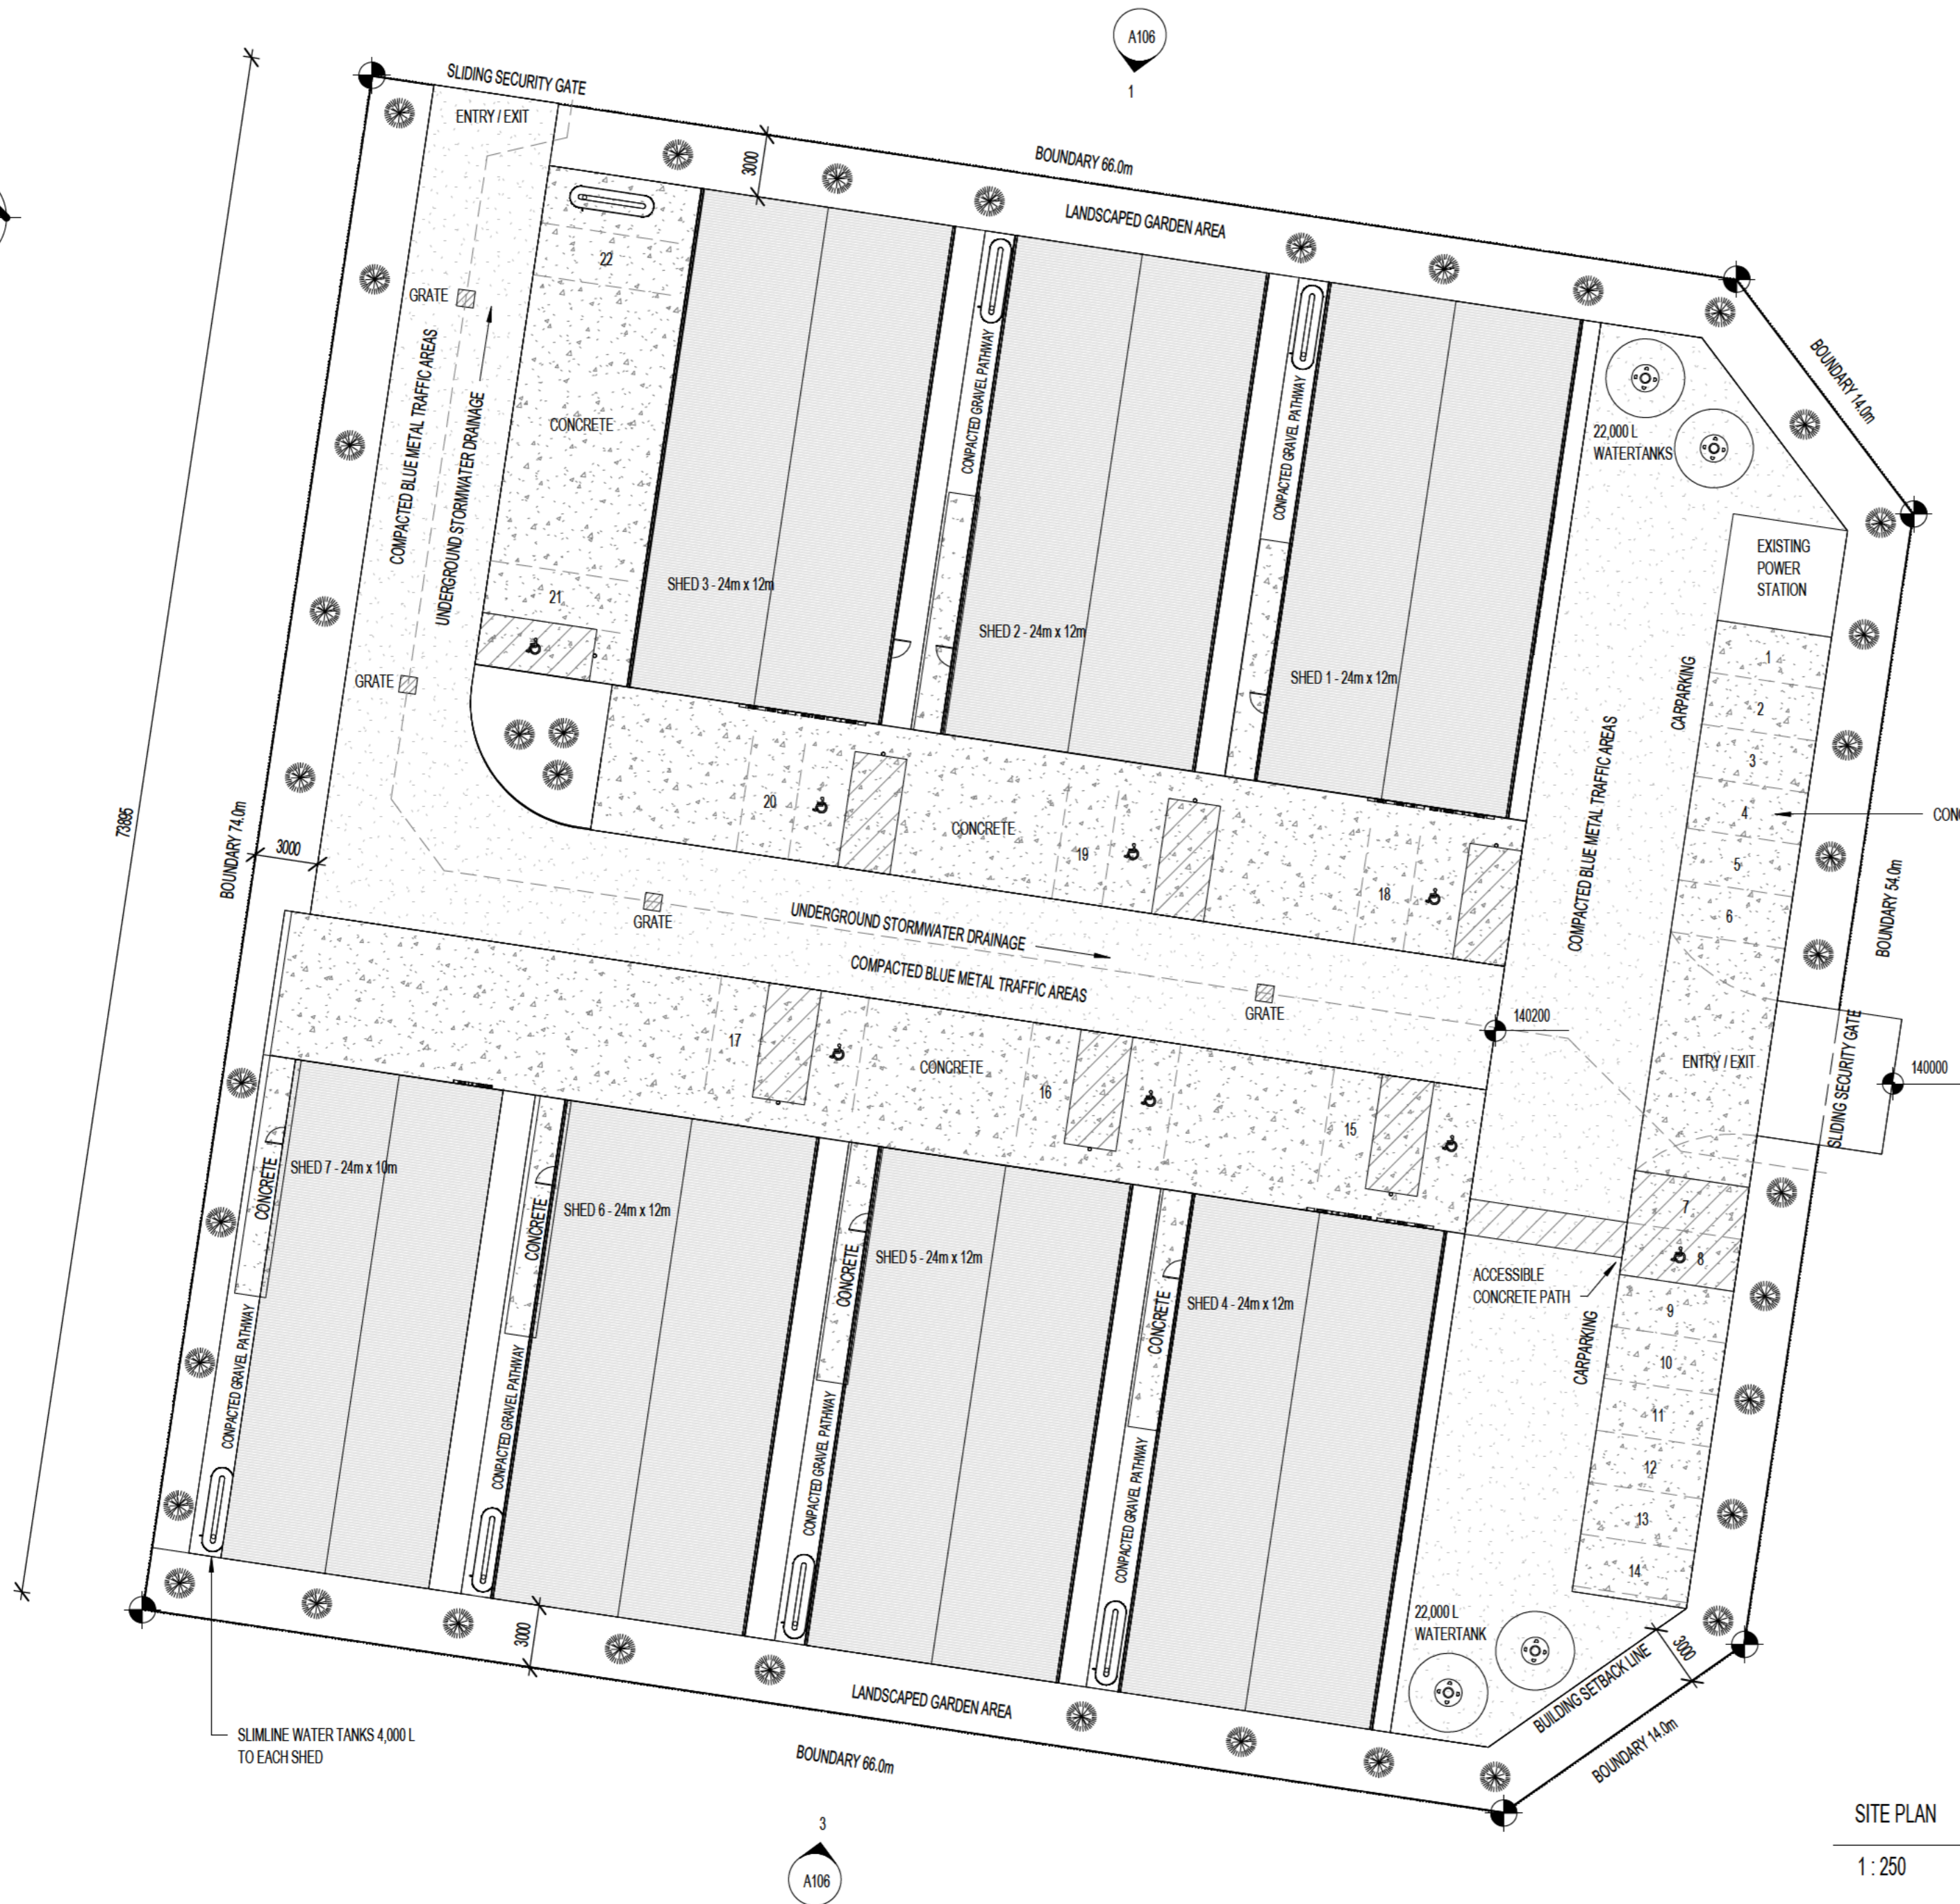 A106
1
SLIDING SECURITY GATE
ENTRY / EXIT
3000
BOUNDARY 66.0m
LANDSCAPED GARDEN AREA
22
GRATE
COMPACTED BLUE METAL TRAFFIC AREAS
UNDERGROUND STORMWATER DRAINAGE
CONCRETE
CONPACTED GRAVEL PATHWAY
CONPACTED GRAVEL PATHWAY
BOUNDARY 14.0m
22,000 L
WATERTANKS
EXISTING
POWER
STATION
SHED 3 - 24m x 12m
21
SHED 2 - 24m x 12m
SHED 1 - 24m x 12m
GRATE
CARPARKING
1
2
3
4
5
6
CONC
COMPACTED BLUE METAL TRAFFIC AREAS
73895
BOUNDARY 74.0m
3000
20
CONCRETE
19
18
BOUNDARY 54.0m
GRATE
UNDERGROUND STORMWATER DRAINAGE
COMPACTED BLUE METAL TRAFFIC AREAS
GRATE
140200
17
CONCRETE
16
15
ENTRY / EXIT
SLIDING SECURITY GATE
140000
SHED 7 - 24m x 10m
CONCRETE
SHED 6 - 24m x 12m
CONCRETE
SHED 5 - 24m x 12m
CONCRETE
SHED 4 - 24m x 12m
CONCRETE
7
8
ACCESSIBLE
CONCRETE PATH
9
10
11
12
13
14
CARPARKING
CONPACTED GRAVEL PATHWAY
CONPACTED GRAVEL PATHWAY
CONPACTED GRAVEL PATHWAY
CONPACTED GRAVEL PATHWAY
22,000 L
WATERTANK
3000
BUILDING SETBACK LINE
3000
BOUNDARY 14.0m
LANDSCAPED GARDEN AREA
SLIMLINE WATER TANKS 4,000 L
TO EACH SHED
BOUNDARY 66.0m
3
A106
SITE PLAN
1 : 250